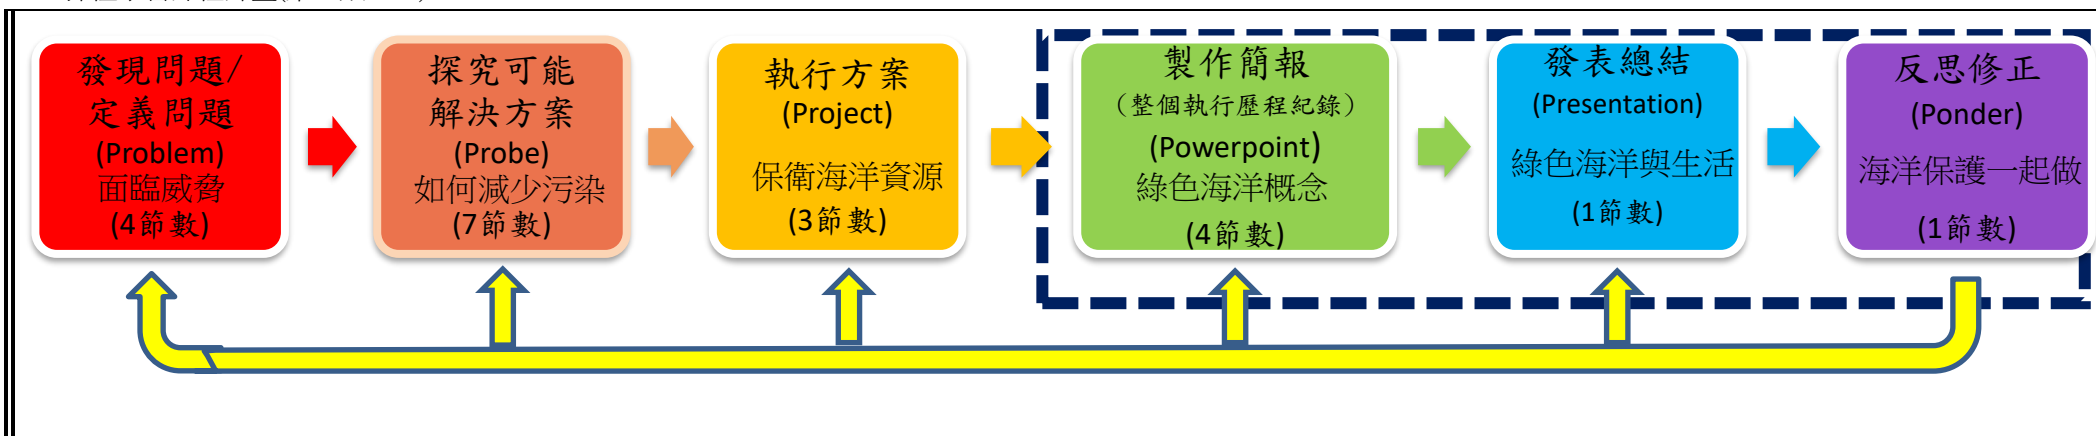 發現問題/
定義問題
(Problem)
面臨威脅
(4節數)
探究可能
解決方案
(Probe)
如何減少污染
(7節數)
執行方案
(Project)
保衛海洋資源
(3節數)
製作簡報
（整個執行歷程紀錄）
(Powerpoint)
綠色海洋概念
(4節數)
發表總結
(Presentation)
綠色海洋與生活
(1節數)
反思修正
(Ponder)
海洋保護一起做
(1節數)